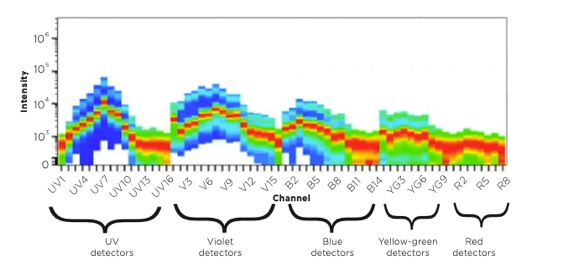 Intensity
10⁶
10⁵
10⁴
10³
0
UV1 UV4 UV7 UV10 UV13 UV16 V3 V6 V9 V12 V15 B2 B5 B8 B11 B14 YG3 YG6 YG9 R2 R5 R8
Channel
UV detectors
Violet detectors
Blue detectors
Yellow-green detectors
Red detectors